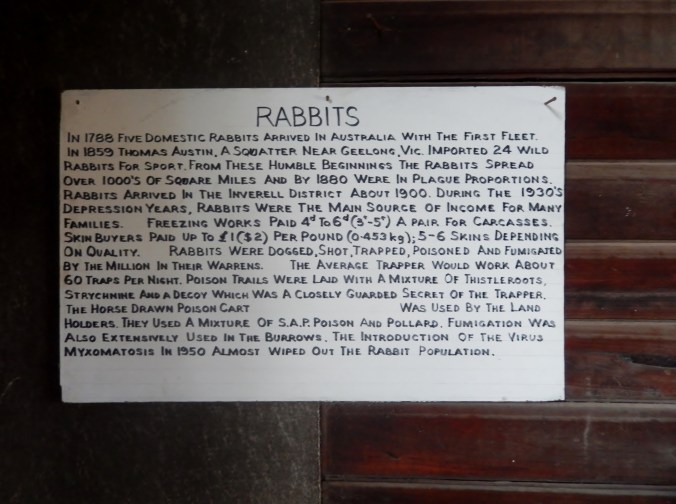 RABBITS
IN 1788 FIVE DOMESTIC RABBITS ARRIVED IN AUSTRALIA WITH THE FIRST FLEET.
IN 1859 THOMAS AUSTIN, A SQUATTER NEAR GEELONG, VIC. IMPORTED 24 WILD
RABBITS FOR SPORT. FROM THESE HUMBLE BEGINNINGS THE RABBITS SPREAD
OVER 1000'S OF SQUARE MILES AND BY 1880 WERE IN PLAGUE PROPORTIONS.
RABBITS ARRIVED IN THE INVERELL DISTRICT ABOUT 1900. DURING THE 1930'S
DEPRESSION YEARS, RABBITS WERE THE MAIN SOURCE OF INCOME FOR MANY
FAMILIES. FREEZING WORKS PAID 4d TO 6d (3c-5c) A PAIR FOR CARCASSES.
SKIN BUYERS PAID UP TO £1 ($2) PER POUND (0.453 kg); 5-6 SKINS DEPENDING
ON QUALITY. RABBITS WERE DOGGED, SHOT, TRAPPED, POISONED AND FUMIGATED
BY THE MILLION IN THEIR WARRENS. THE AVERAGE TRAPPER WOULD WORK ABOUT
60 TRAPS PER NIGHT. POISON TRAILS WERE LAID WITH A MIXTURE OF THISTLEROOTS,
STRYCHNINE AND A DECOY WHICH WAS A CLOSELY GUARDED SECRET OF THE TRAPPER.
THE HORSE DRAWN POISON CART WAS USED BY THE LAND
HOLDERS. THEY USED A MIXTURE OF S.A.P. POISON AND POLLARD. FUMIGATION WAS
ALSO EXTENSIVELY USED IN THE BURROWS. THE INTRODUCTION OF THE VIRUS
MYXOMATOSIS IN 1950 ALMOST WIPED OUT THE RABBIT POPULATION.